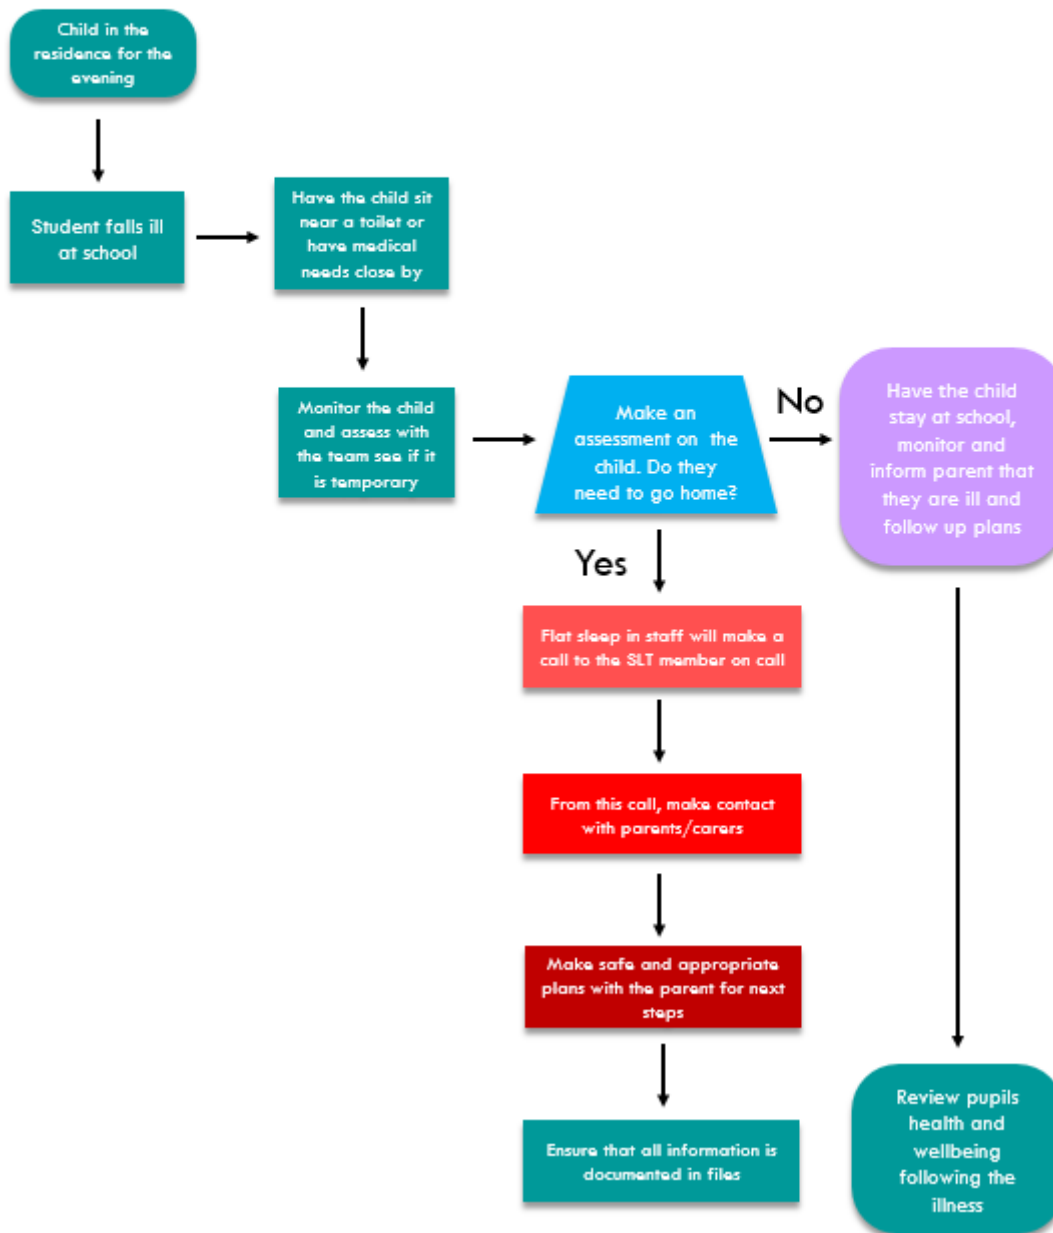 Child in the
residence for the
evening
Student falls ill
at school
Have the child sit
near a toilet or
have medical
needs close by
Monitor the child
and assess with
the team see if it
is temporary
Make an
assessment on the
child. Do they
need to go home?
No
Have the child
stay at school,
monitor and
inform parent that
they are ill and
follow up plans
Yes
Flat sleep in staff will make a
call to the SLT member on call
From this call, make contact
with parents/carers
Make safe and appropriate
plans with the parent for next
steps
Ensure that all information is
documented in files
Review pupils
health and
wellbeing
following the
illness